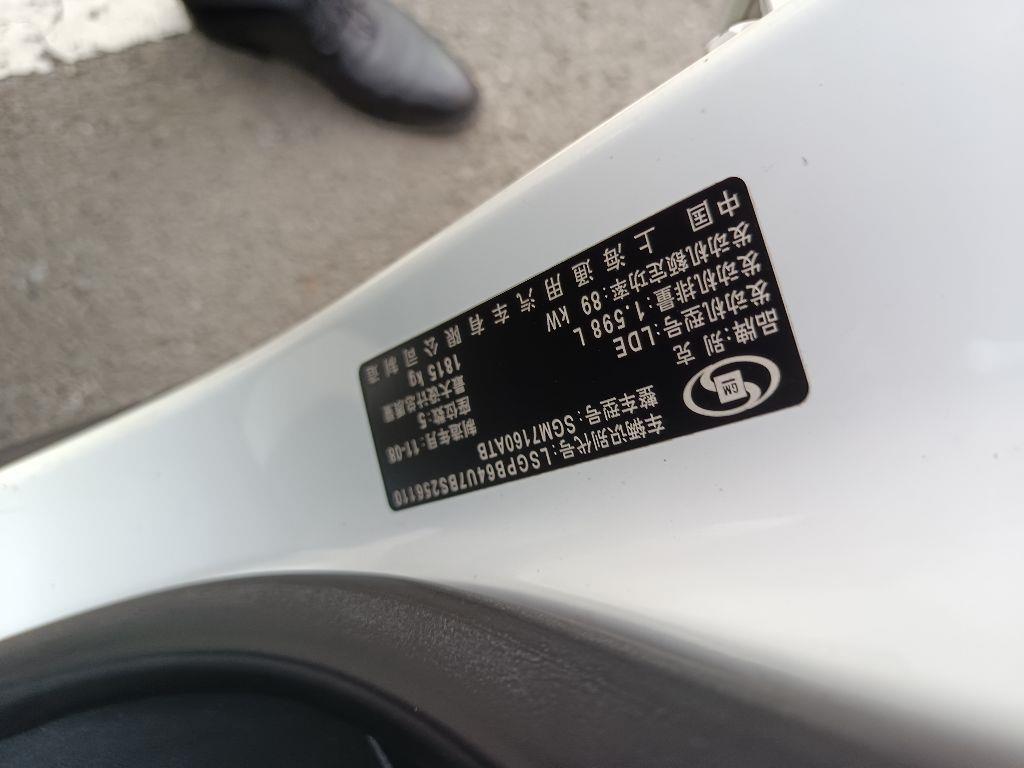 车辆识别代号:LSGPB64U7BS256110
整车型号:SGM7160ATB
制造年月:11-08
座位数:5
最大设计总质量
1815 kg
GM
品牌:别 克
发动机型号:LDE
发动机排量:1.598 L
发动机额定功率:89 kW
中国 上海通用汽车有限公司制造